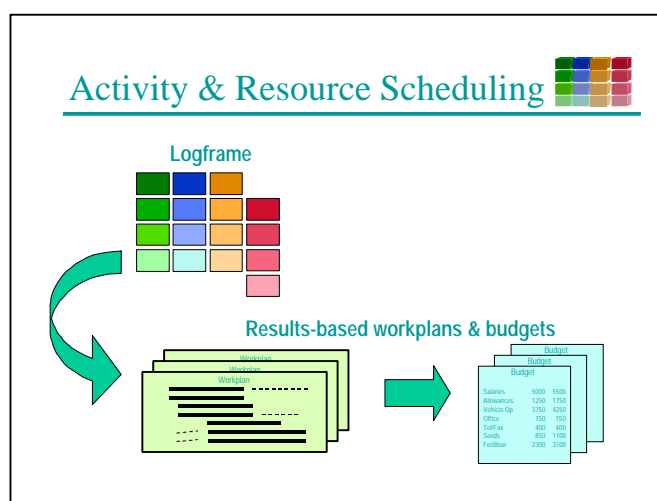 Activity & Resource Scheduling
Logframe
Results-based workplans & budgets
Workplan
Workplan
Workplan
Budget
Budget
Budget
Salaries 5000 5500
Allowances 1250 1750
Vehicle Op. 3750 4250
Office 750 750
Tel/Fax 400 400
Seeds 850 1100
Fertiliser 2300 3100